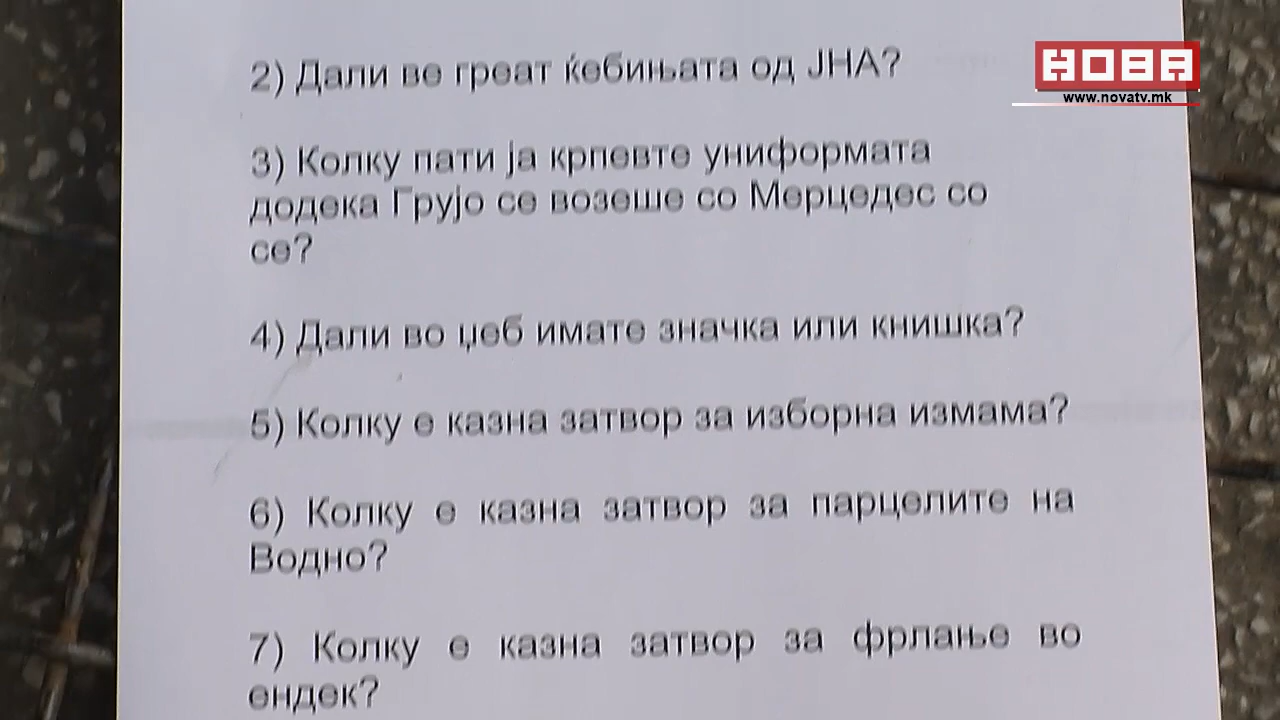 НОВА
www.novatv.mk
2) Дали ве греат ќебињата од ЈНА?
3) Колку пати ја крпевте униформата
додека Грујо се возеше со Мерцедес со
се?
4) Дали во џеб имате значка или книшка?
5) Колку е казна затвор за изборна измама?
6) Колку е казна затвор за парцелите на
Водно?
7) Колку е казна затвор за фрлање во
ендек?